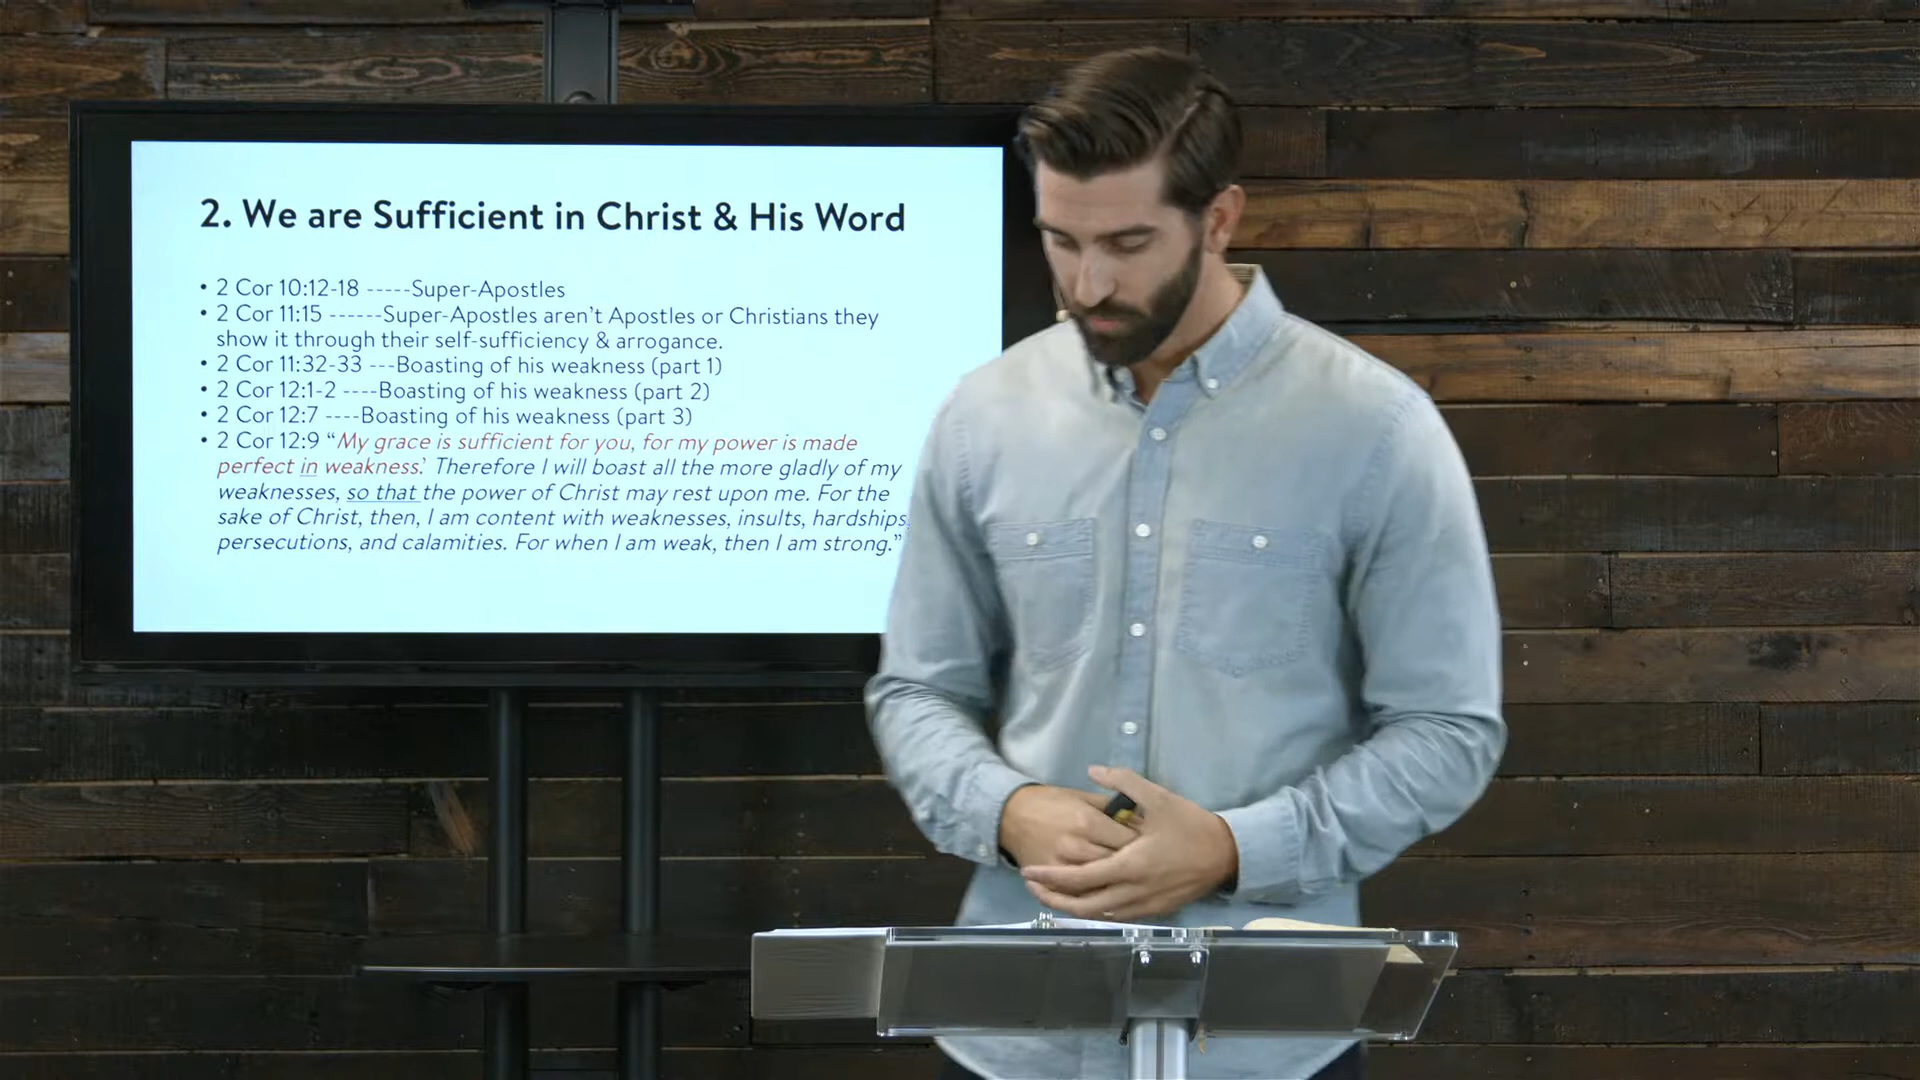 2. We are Sufficient in Christ & His Word
• 2 Cor 10:12-18 -----Super-Apostles
• 2 Cor 11:15 ------Super-Apostles aren't Apostles or Christians they
show it through their self-sufficiency & arrogance.
• 2 Cor 11:32-33 ---Boasting of his weakness (part 1)
• 2 Cor 12:1-2 ----Boasting of his weakness (part 2)
• 2 Cor 12:7 ----Boasting of his weakness (part 3)
• 2 Cor 12:9 “My grace is sufficient for you, for my power is made
perfect in weakness.’ Therefore I will boast all the more gladly of my
weaknesses, so that the power of Christ may rest upon me. For the
sake of Christ, then, I am content with weaknesses, insults, hardships,
persecutions, and calamities. For when I am weak, then I am strong.”